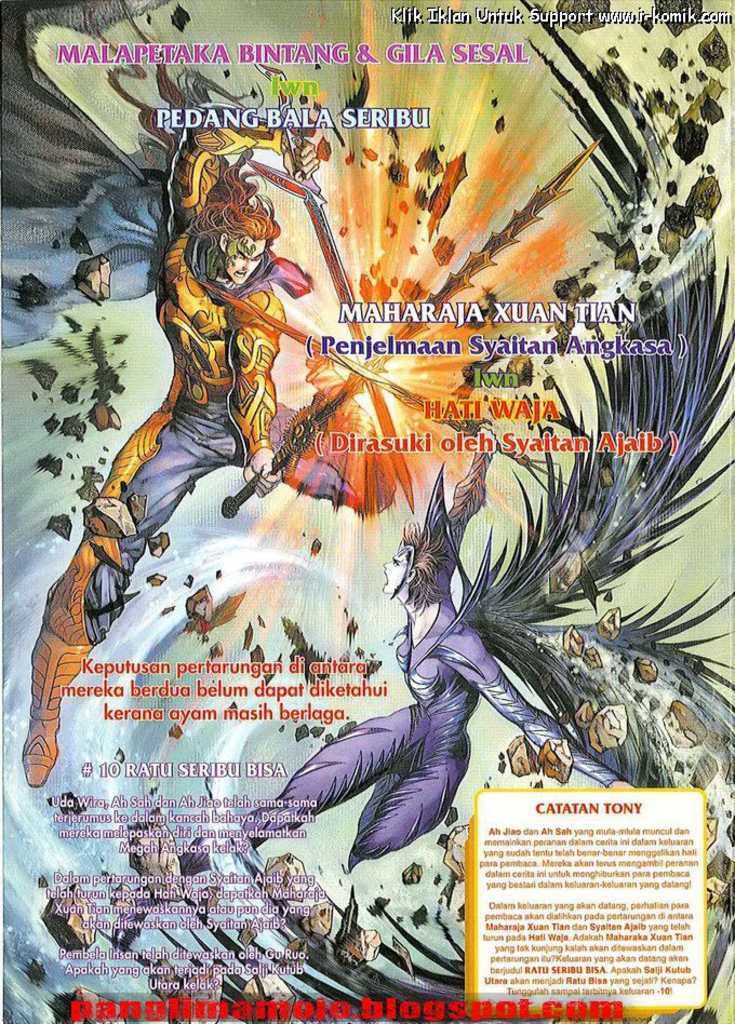 Klik Iklan Untuk Support www.i-komik.com
MALAPETAKA BINTANG & GILA SESAL
lwn
PEDANG BALA SERIBU
MAHARAJA XUAN TIAN
( Penjelmaan Syaitan Angkasa )
lwn
HATI WAJA
( Dirasuki oleh Syaitan Ajaib )
Keputusan pertarungan di antara
mereka berdua belum dapat diketahui
kerana ayam masih berlaga.
# 10 RATU SERIBU BISA
Uda Wira, Ah Sah dan Ah Jiao telah sama-sama
terjerumus ke dalam kancah bahaya. Dapatkah
mereka melepaskan diri dan menyelamatkan
Megah Angkasa kelak?
Dalam pertarungan dengan Syaitan Ajaib yang
telah turun kepada Hati Waja, dapatkah Maharaja
Xuan Tian menewaskannya atau pun dia yang
akan ditewaskan oleh Syaitan Ajaib?
Pembela Insan telah ditewaskan oleh Gu Ruo.
Apakah yang akan terjadi pada Salji Kutub
Utara kelak?
CATATAN TONY
Ah Jiao dan Ah Sah yang mula-mula muncul dan
memainkan peranan dalam cerita ini dalam keluaran
yang sudah tentu telah benar-benar menggelikan hati
para pembaca. Mereka akan terus mengambil peranan
dalam cerita ini untuk menghiburkan para pembaca
yang bestari dalam keluaran-keluaran yang datang!
Dalam keluaran yang akan datang, perhatian para
pembaca akan dialihkan pada pertarungan di antara
Maharaja Xuan Tian dan Syaitan Ajaib yang telah
turun pada Hati Waja. Adakah Maharaka Xuan Tian
yang tak kunjung kalah akan ditewaskan dalam
pertarungan itu?Keluaran yang akan datang akan
berjudul RATU SERIBU BISA. Apakah Salji Kutub
Utara akan menjadi Ratu Bisa yang sejati? Kenapa?
Tunggulah sampai terbitnya keluaran -10!
panglimamojo.blogspot.com